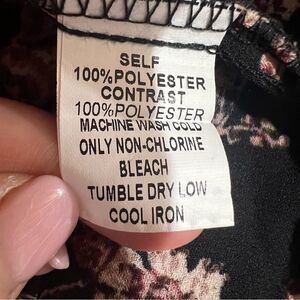 SELF
100%POLYESTER
CONTRAST
100%POLYESTER
MACHINE WASH COLD
ONLY NON-CHLORINE
BLEACH
TUMBLE DRY LOW
COOL IRON